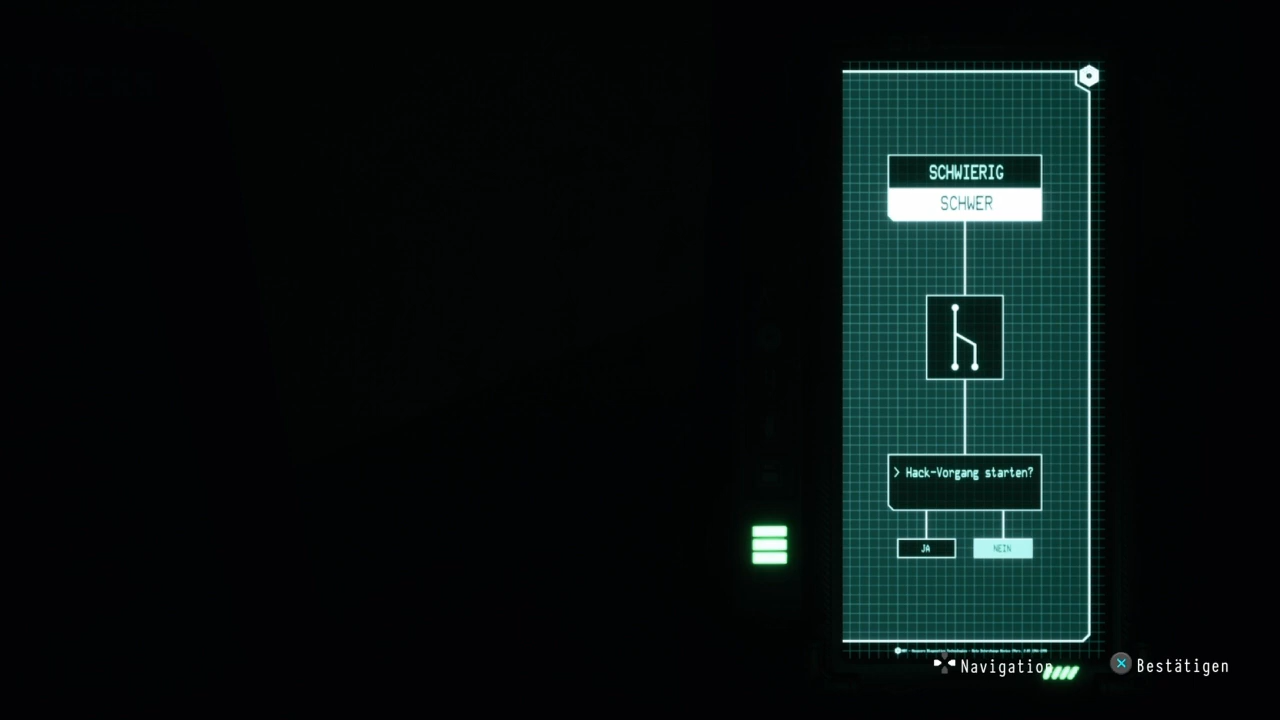 SCHWIERIG
SCHWER
> Hack-Vorgang starten?
JA
NEIN
Navigation
Bestätigen